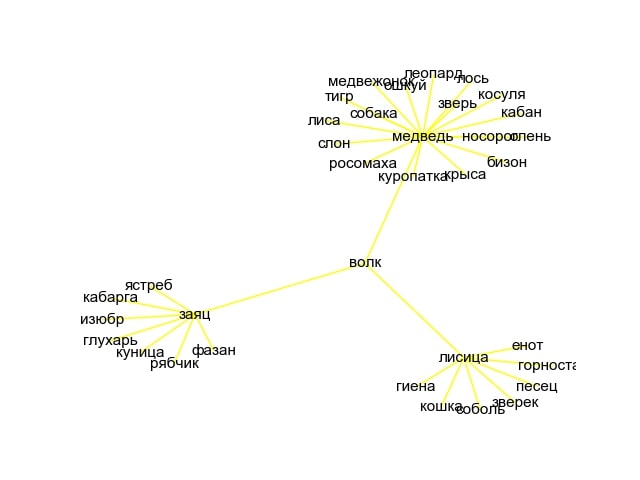 леопард
медвежонок
ошкуй
лось
тигр
косуля
зверь
собака
кабан
лиса
медведь
носорог
олень
слон
росомаха
бизон
куропатка
крыса
волк
ястреб
кабарга
заяц
изюбр
глухарь
куница
фазан
рябчик
енот
лисица
горноста
гиена
песец
кошка
соболь
зверек